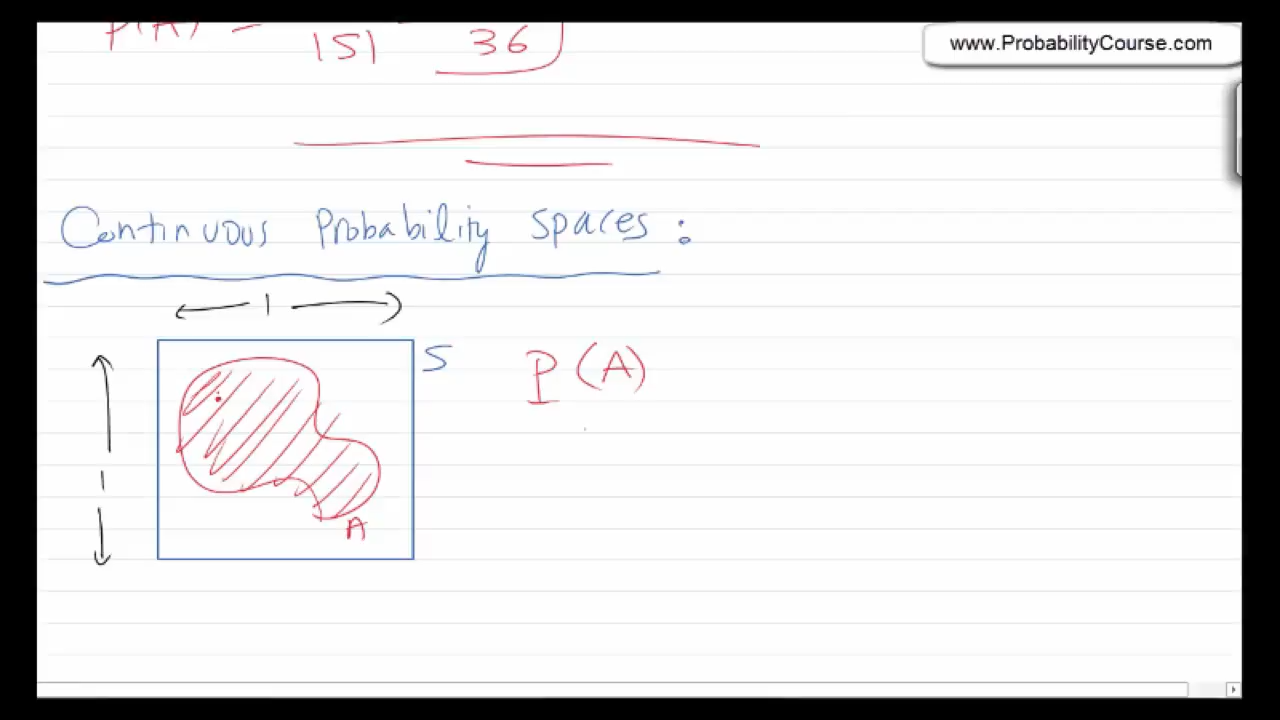 www.ProbabilityCourse.com
P(A) =
|S| 36
Continuous Probability Spaces :
1
S
P(A)
1
A